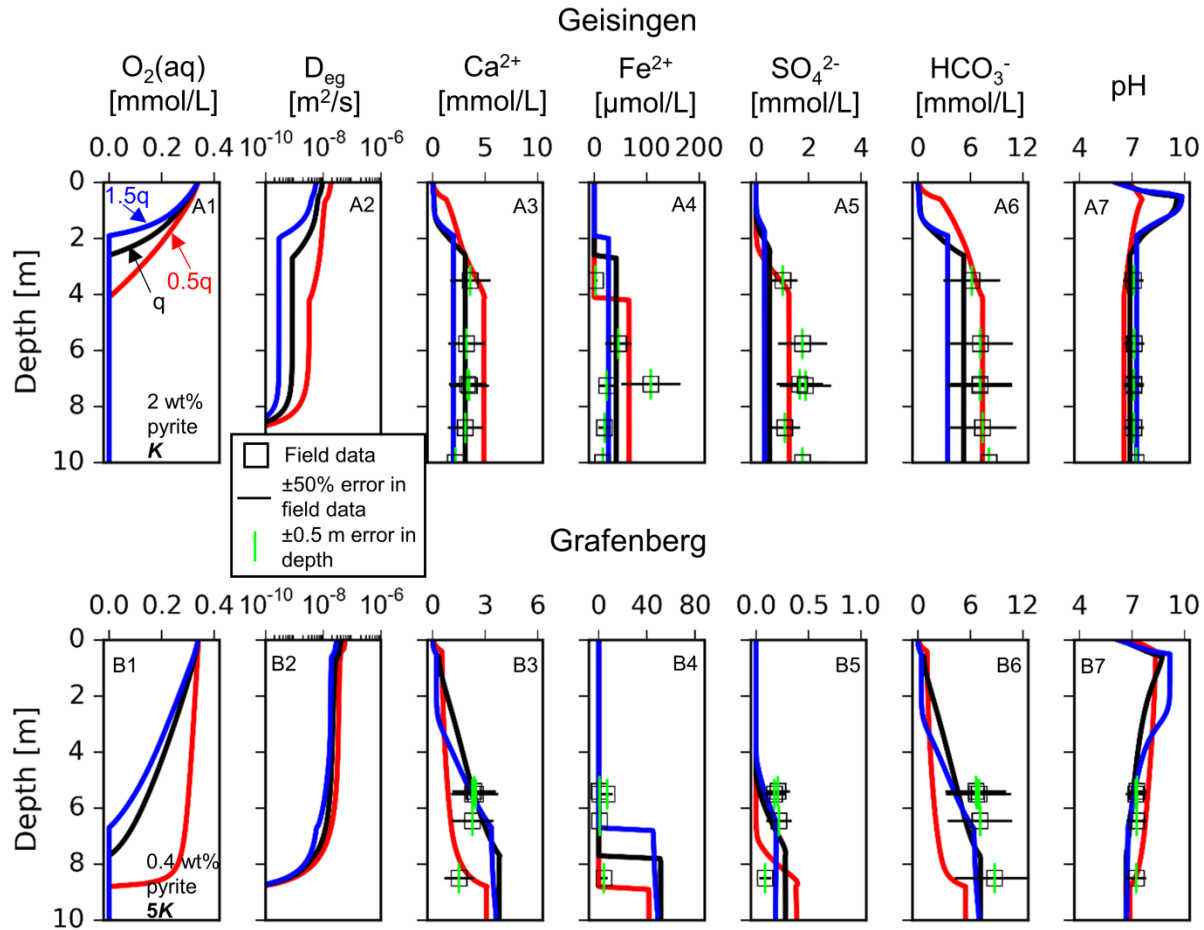 Geisingen
O₂(aq) D_eg Ca²⁺ Fe²⁺ SO₄²⁻ HCO₃⁻ pH
[mmol/L] [m²/s] [mmol/L] [µmol/L] [mmol/L] [mmol/L]
0.0 0.2 0.4 10⁻¹⁰ 10⁻⁸ 10⁻⁶ 0 5 10 0 100 200 0 2 4 0 6 12 4 7 10
0
2
4
6
8
10
Depth [m]
1.5q
q
0.5q
A1 A2 A3 A4 A5 A6 A7
2 wt%
pyrite
K
Field data
±50% error in
field data
±0.5 m error in
depth
Grafenberg
0.0 0.2 0.4 10⁻¹⁰ 10⁻⁸ 10⁻⁶ 0 3 6 0 40 80 0.0 0.5 1.0 0 6 12 4 7 10
0
2
4
6
8
10
Depth [m]
B1 B2 B3 B4 B5 B6 B7
0.4 wt%
pyrite
5K